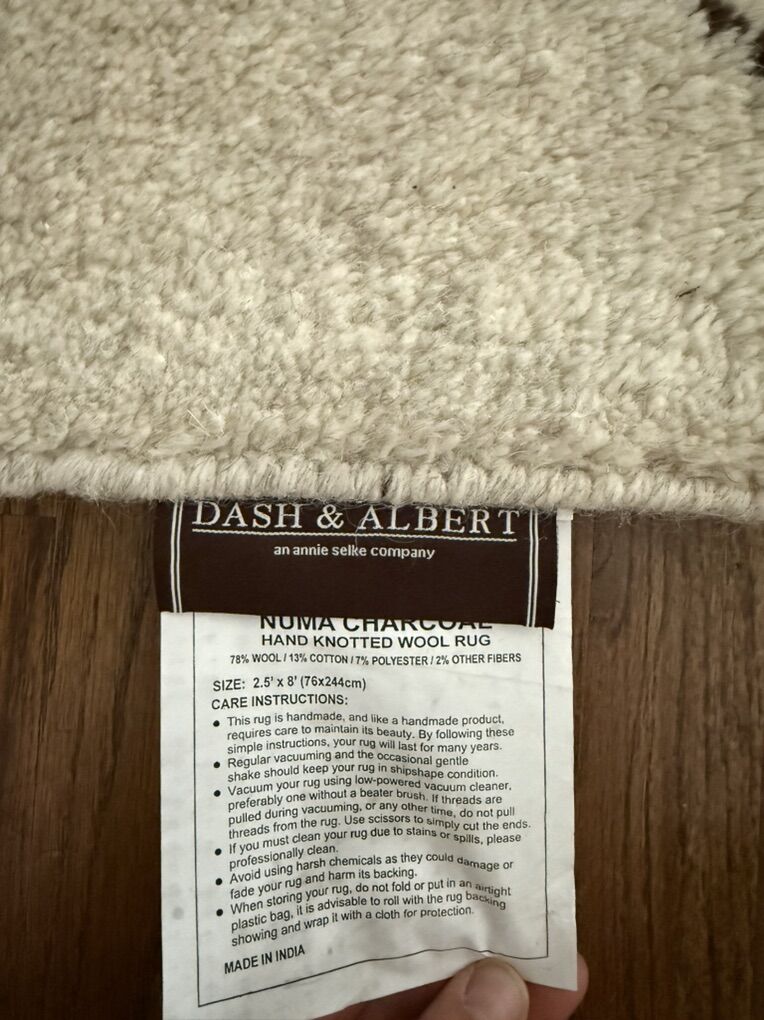 DASH & ALBERT
an annie selke company
NUMA CHARCOAL
HAND KNOTTED WOOL RUG
78% WOOL / 13% COTTON / 7% POLYESTER / 2% OTHER FIBERS
SIZE: 2.5' x 8' (76x244cm)
CARE INSTRUCTIONS:
• This rug is handmade, and like a handmade product,
requires care to maintain its beauty. By following these
simple instructions, your rug will last for many years.
• Regular vacuuming and the occasional gentle
shake should keep your rug in shipshape condition.
• Vacuum your rug using low-powered vacuum cleaner,
preferably one without a beater brush. If threads are
pulled during vacuuming, or any other time, do not pull
threads from the rug. Use scissors to simply cut the ends.
• If you must clean your rug due to stains or spills, please
professionally clean.
• Avoid using harsh chemicals as they could damage or
fade your rug and harm its backing.
• When storing your rug, do not fold or put in an airtight
plastic bag, it is advisable to roll with the rug backing
showing and wrap it with a cloth for protection.
MADE IN INDIA